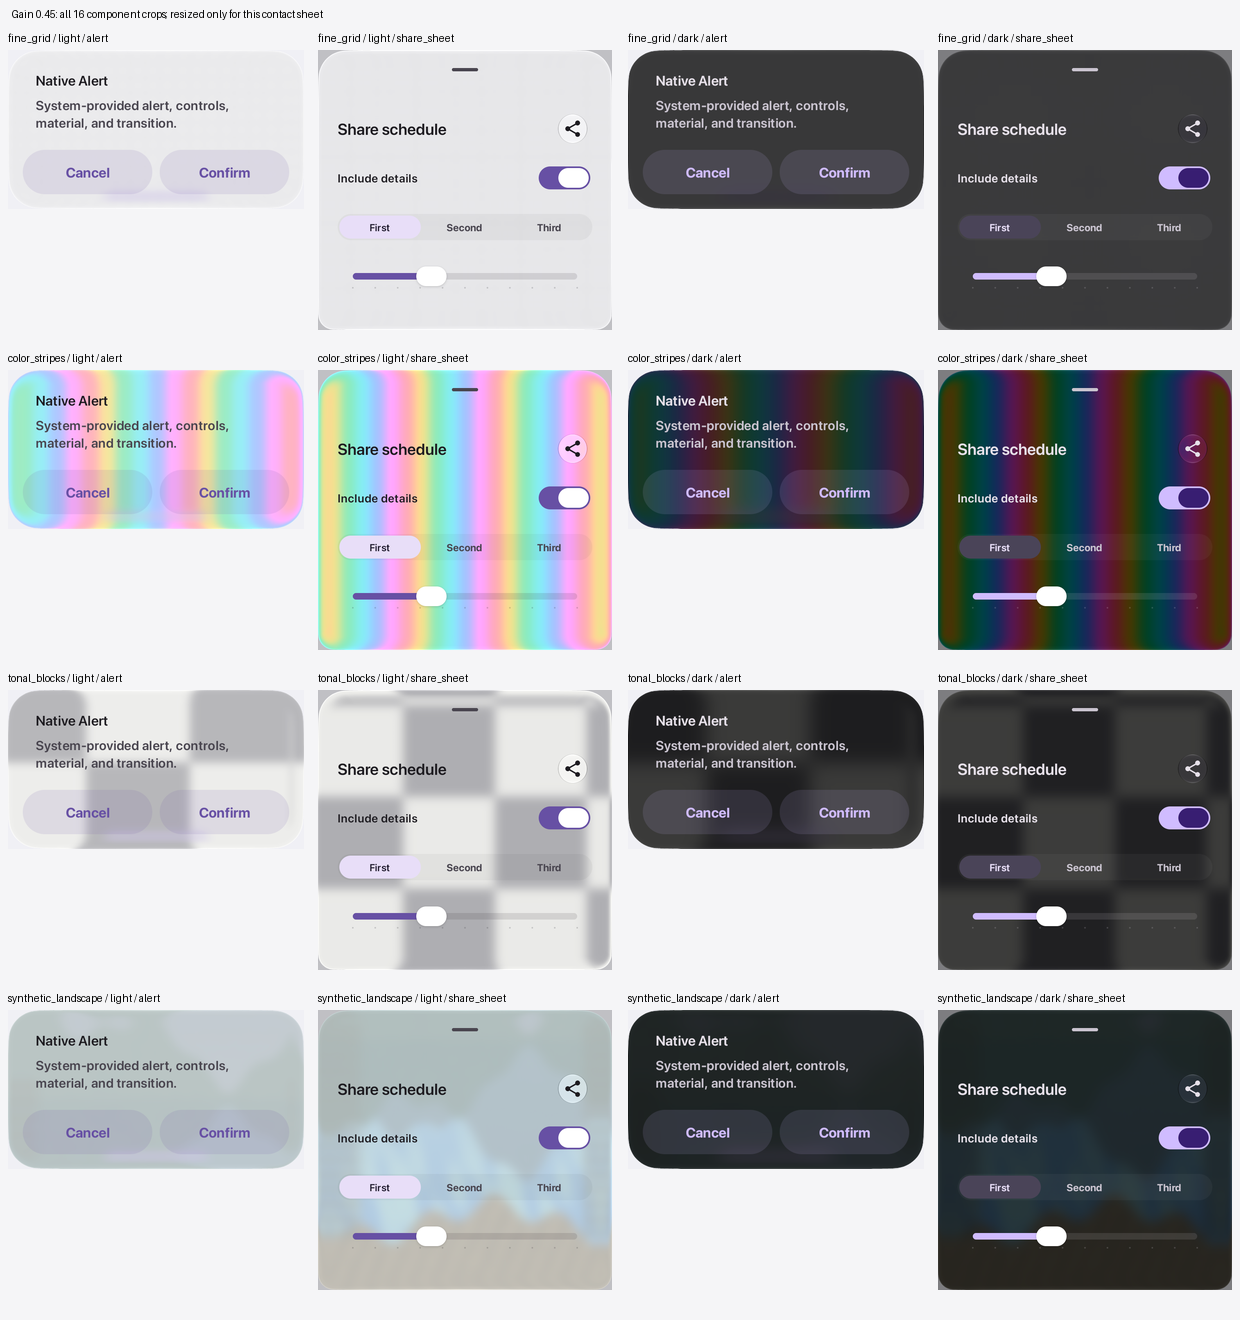 Gain 0.45: all 16 component crops; resized only for this contact sheet
fine_grid / light / alert
fine_grid / light / share_sheet
fine_grid / dark / alert
fine_grid / dark / share_sheet
Native Alert
System-provided alert, controls,
material, and transition.
Cancel
Confirm
Share schedule
Include details
First
Second
Third
Native Alert
System-provided alert, controls,
material, and transition.
Cancel
Confirm
Share schedule
Include details
First
Second
Third
color_stripes / light / alert
color_stripes / light / share_sheet
color_stripes / dark / alert
color_stripes / dark / share_sheet
Native Alert
System-provided alert, controls,
material, and transition.
Cancel
Confirm
Share schedule
Include details
First
Second
Third
Native Alert
System-provided alert, controls,
material, and transition.
Cancel
Confirm
Share schedule
Include details
First
Second
Third
tonal_blocks / light / alert
tonal_blocks / light / share_sheet
tonal_blocks / dark / alert
tonal_blocks / dark / share_sheet
Native Alert
System-provided alert, controls,
material, and transition.
Cancel
Confirm
Share schedule
Include details
First
Second
Third
Native Alert
System-provided alert, controls,
material, and transition.
Cancel
Confirm
Share schedule
Include details
First
Second
Third
synthetic_landscape / light / alert
synthetic_landscape / light / share_sheet
synthetic_landscape / dark / alert
synthetic_landscape / dark / share_sheet
Native Alert
System-provided alert, controls,
material, and transition.
Cancel
Confirm
Share schedule
Include details
First
Second
Third
Native Alert
System-provided alert, controls,
material, and transition.
Cancel
Confirm
Share schedule
Include details
First
Second
Third